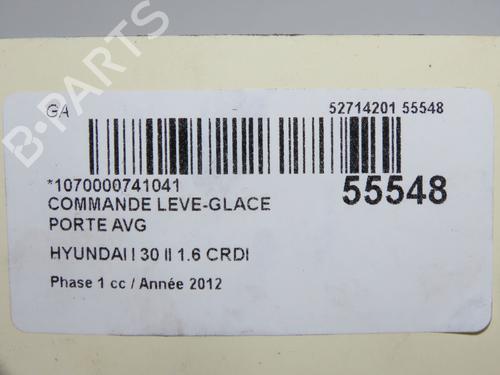 B-PARTS
GA
52714201 55548
*1070000741041
55548
COMMANDE LEVE-GLACE
PORTE AVG
HYUNDAI I 30 II 1.6 CRDI
Phase 1 cc / Année 2012